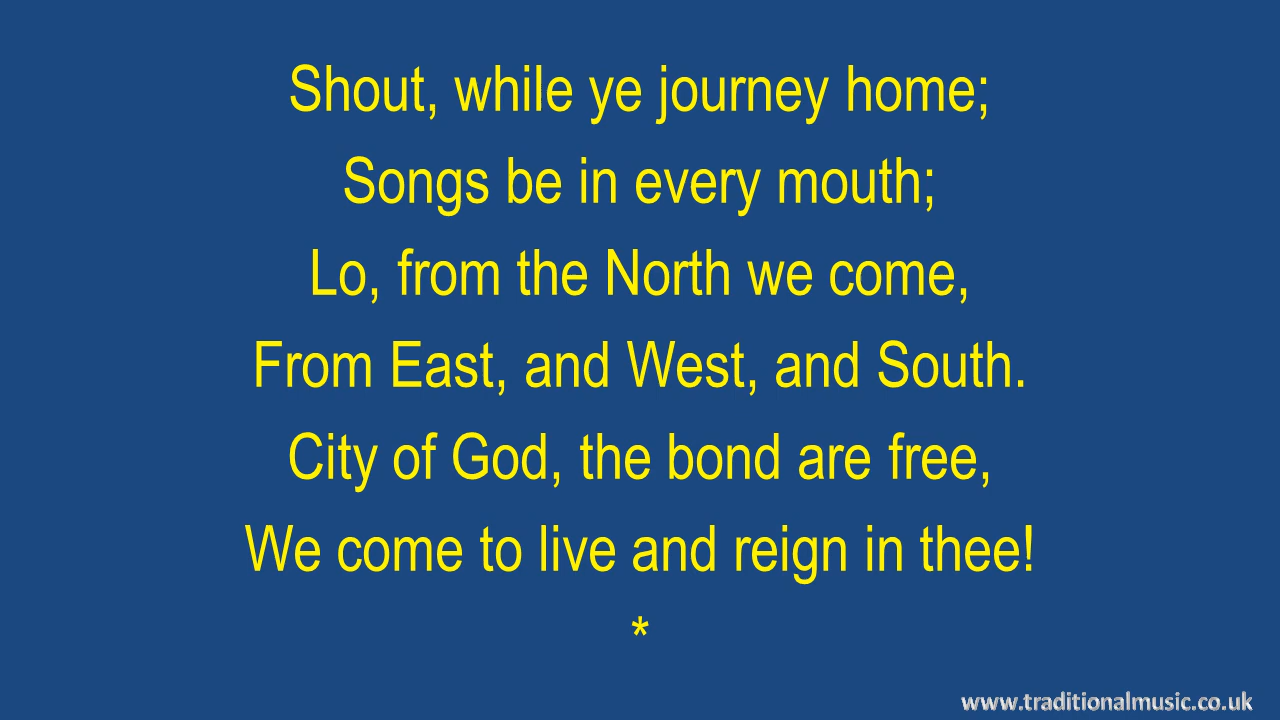 Shout, while ye journey home;
Songs be in every mouth;
Lo, from the North we come,
From East, and West, and South.
City of God, the bond are free,
We come to live and reign in thee!
*
www.traditionalmusic.co.uk